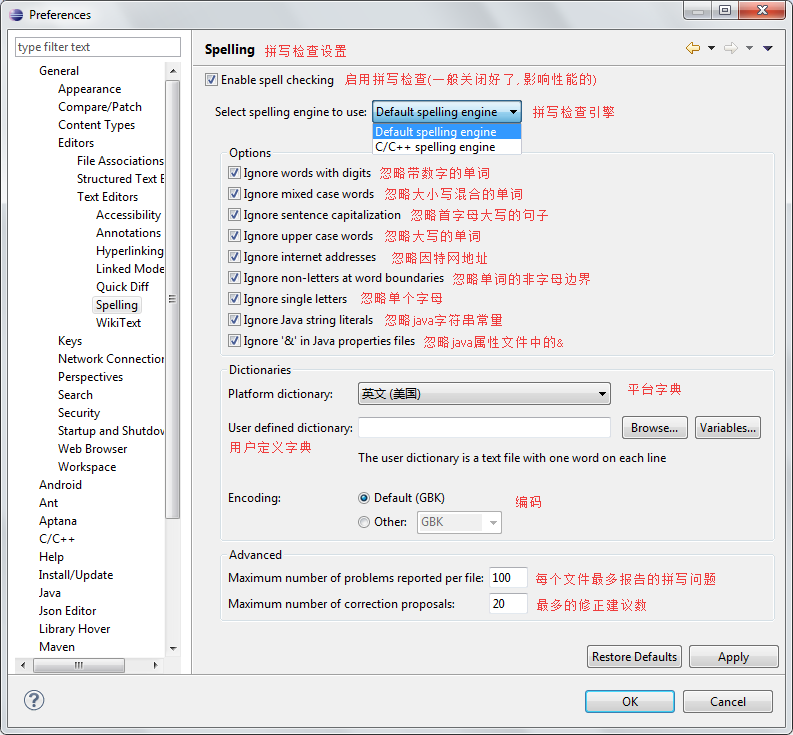 Preferences
type filter text
General
Appearance
Compare/Patch
Content Types
Editors
File Associations
Structured Text E
Text Editors
Accessibility
Annotations
Hyperlinking
Linked Mode
Quick Diff
Spelling
WikiText
Keys
Network Connection
Perspectives
Search
Security
Startup and Shutdow
Web Browser
Workspace
Android
Ant
Aptana
C/C++
Help
Install/Update
Java
Json Editor
Library Hover
Maven
Spelling 拼写检查设置
Enable spell checking 启用拼写检查(一般关闭好了, 影响性能的)
Select spelling engine to use: Default spelling engine 拼写检查引擎
Default spelling engine
C/C++ spelling engine
Options
Ignore words with digits 忽略带数字的单词
Ignore mixed case words 忽略大小写混合的单词
Ignore sentence capitalization 忽略首字母大写的句子
Ignore upper case words 忽略大写的单词
Ignore internet addresses 忽略因特网地址
Ignore non-letters at word boundaries 忽略单词的非字母边界
Ignore single letters 忽略单个字母
Ignore Java string literals 忽略java字符串常量
Ignore '&' in Java properties files 忽略java属性文件中的&
Dictionaries
Platform dictionary: 英文 (美国) 平台字典
User defined dictionary: Browse... Variables...
用户定义字典
The user dictionary is a text file with one word on each line
Encoding: Default (GBK) 编码
Other: GBK
Advanced
Maximum number of problems reported per file: 100 每个文件最多报告的拼写问题
Maximum number of correction proposals: 20 最多的修正建议数
Restore Defaults Apply
? OK Cancel